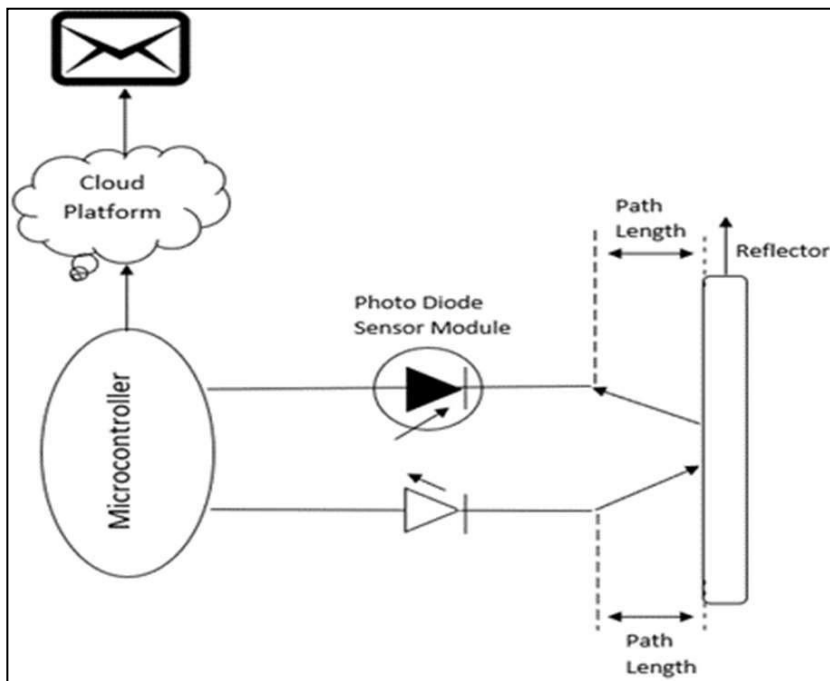 Cloud
Platform
Path
Length
Reflector
Photo Diode
Sensor Module
Microcontroller
Path
Length